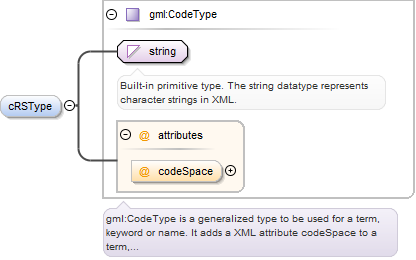 gml:CodeType
string
Built-in primitive type. The string datatype represents
character strings in XML.
cRSType
@ attributes
@ codeSpace
gml:CodeType is a generalized type to be used for a term,
keyword or name. It adds a XML attribute codeSpace to a
term,...